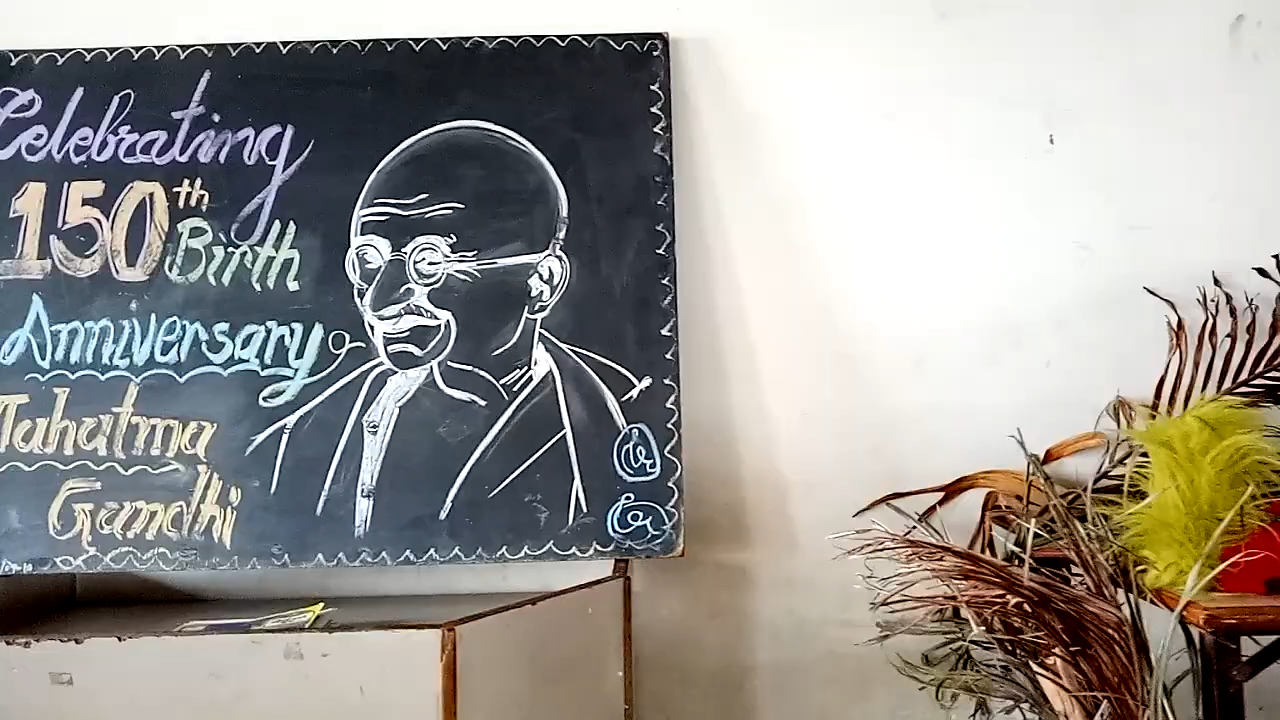 Celebrating
150th
Birth
Anniversary
Mahatma
Gandhi